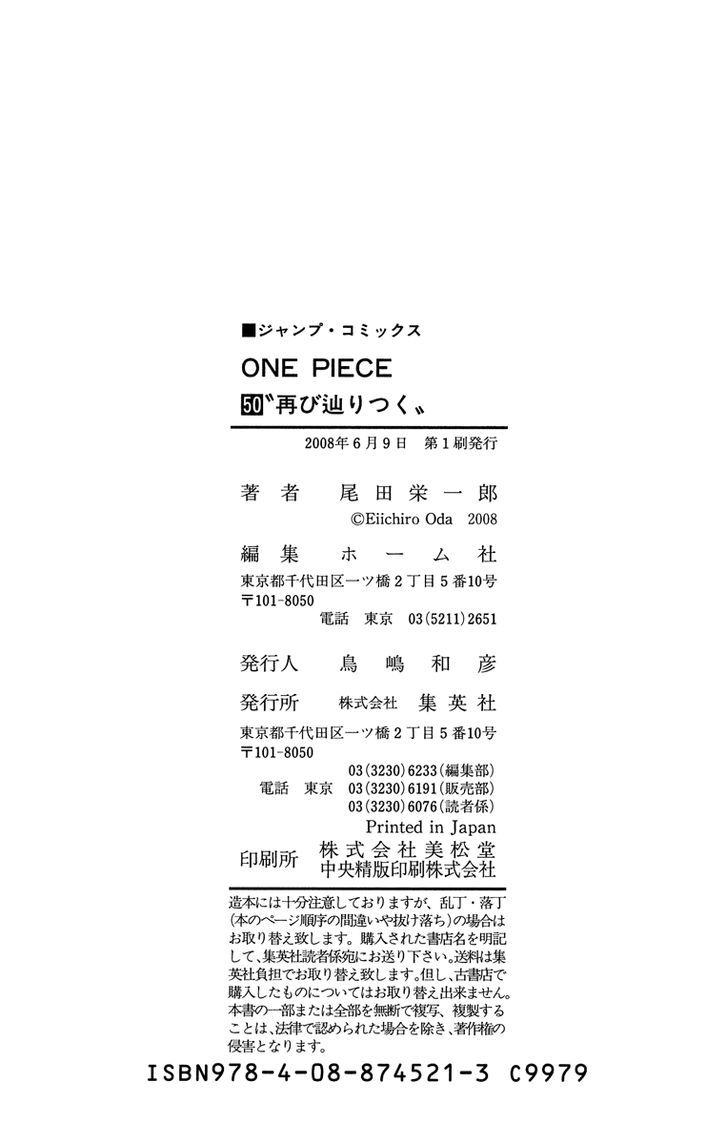 ■ジャンプ・コミックス
ONE PIECE
50〝再び辿りつく〟
2008年6月9日　第1刷発行
著者　尾田栄一郎
©Eiichiro Oda　2008
編集　ホーム社
東京都千代田区一ツ橋2丁目5番10号
〒101-8050
電話　東京　03(5211)2651
発行人　鳥嶋和彦
発行所　株式会社　集英社
東京都千代田区一ツ橋2丁目5番10号
〒101-8050
03(3230)6233(編集部)
電話　東京　03(3230)6191(販売部)
03(3230)6076(読者係)
Printed in Japan
印刷所　株式会社美松堂
中央精版印刷株式会社
造本には十分注意しておりますが、乱丁・落丁
(本のページ順序の間違いや抜け落ち)の場合は
お取り替え致します。購入された書店名を明記
して、集英社読者係宛にお送り下さい。送料は集
英社負担でお取り替え致します。但し、古書店で
購入したものについてはお取り替え出来ません。
本書の一部または全部を無断で複写、複製する
ことは、法律で認められた場合を除き、著作権の
侵害となります。
ISBN978-4-08-874521-3 C9979